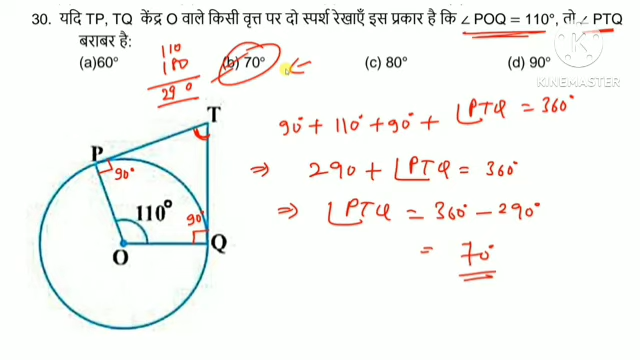 30. यदि TP, TQ केंद्र O वाले किसी वृत्त पर दो स्पर्श रेखाएँ इस प्रकार है कि ∠ POQ = 110°, तो ∠ PTQ
बराबर है:
(a)60° (b) 70° (c) 80° (d) 90°
110
180
290
KINEMASTER
90° + 110° + 90° + ∠PTQ = 360°
⇒ 290 + ∠PTQ = 360°
⇒ ∠PTQ = 360° - 290°
= 70°
T
P
90°
110°
90°
O
Q